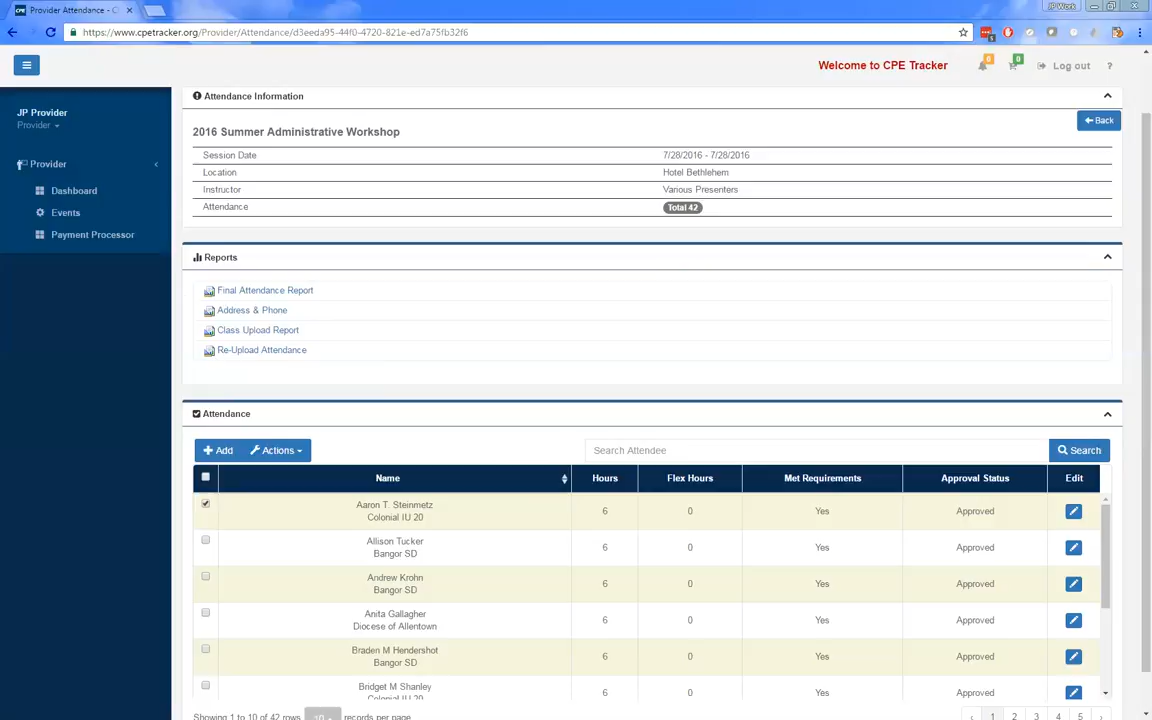 Provider Attendance - C
JP Work
https://www.cpetracker.org/Provider/Attendance/d3eeda95-44f0-4720-821e-ed7a75fb32f6
Welcome to CPE Tracker
0
0
Log out
?
JP Provider
Provider
Provider
Dashboard
Events
Payment Processor
Attendance Information
Back
2016 Summer Administrative Workshop
Session Date 7/28/2016 - 7/28/2016
Location Hotel Bethlehem
Instructor Various Presenters
Attendance Total 42
Reports
Final Attendance Report
Address & Phone
Class Upload Report
Re-Upload Attendance
Attendance
Add Actions Search Attendee Search
Name Hours Flex Hours Met Requirements Approval Status Edit
Aaron T. Steinmetz
Colonial IU 20
6 0 Yes Approved
Allison Tucker
Bangor SD
6 0 Yes Approved
Andrew Krohn
Bangor SD
6 0 Yes Approved
Anita Gallagher
Diocese of Allentown
6 0 Yes Approved
Braden M Hendershot
Bangor SD
6 0 Yes Approved
Bridget M Shanley
Colonial IU 20
6 0 Yes Approved
Showing 1 to 10 of 42 rows 10 records per page
‹ 1 2 3 4 5 ›